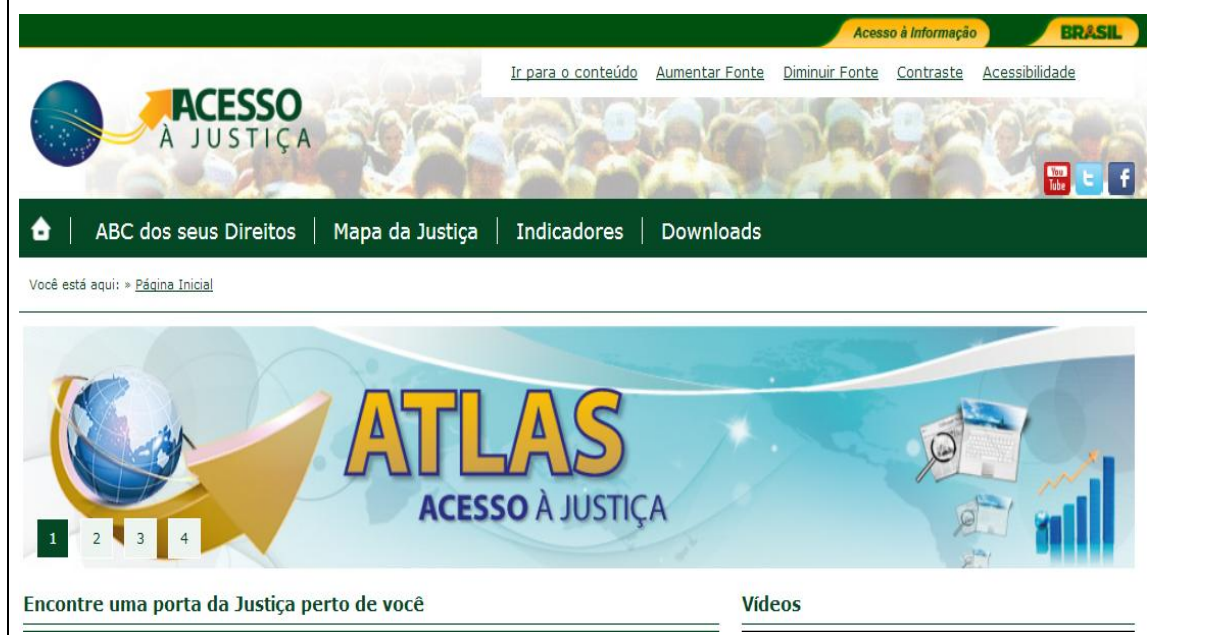 Acesso à Informação BRASIL
Ir para o conteúdo Aumentar Fonte Diminuir Fonte Contraste Acessibilidade
ACESSO
À JUSTIÇA
You
Tube
ABC dos seus Direitos | Mapa da Justiça | Indicadores | Downloads
Você está aqui: » Página Inicial
ATLAS
ACESSO À JUSTIÇA
1 2 3 4
Encontre uma porta da Justiça perto de você
Vídeos